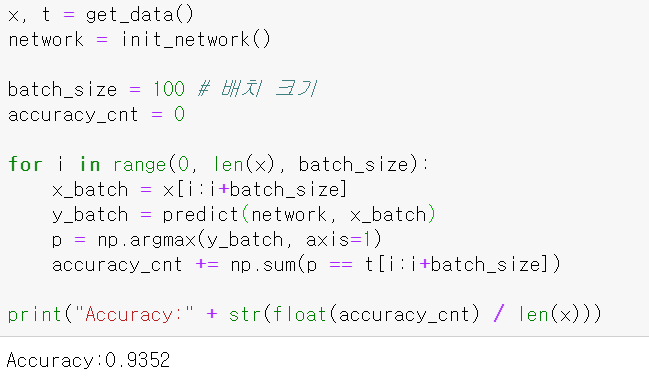 x, t = get_data()
network = init_network()
batch_size = 100 # 배치 크기
accuracy_cnt = 0
for i in range(0, len(x), batch_size):
    x_batch = x[i:i+batch_size]
    y_batch = predict(network, x_batch)
    p = np.argmax(y_batch, axis=1)
    accuracy_cnt += np.sum(p == t[i:i+batch_size])
print("Accuracy:" + str(float(accuracy_cnt) / len(x)))
Accuracy:0.9352